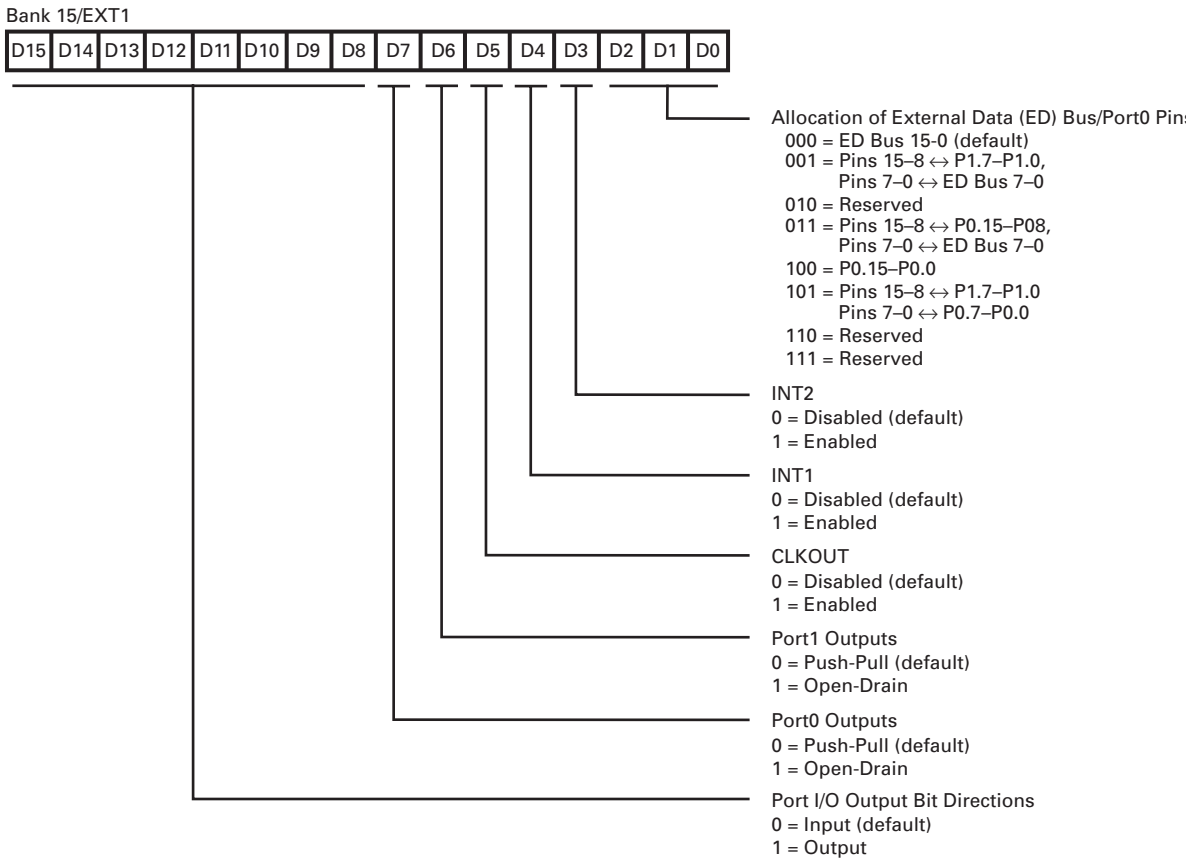 Bank 15/EXT1
D15 D14 D13 D12 D11 D10 D9 D8 D7 D6 D5 D4 D3 D2 D1 D0
Allocation of External Data (ED) Bus/Port0 Pins
000 = ED Bus 15-0 (default)
001 = Pins 15–8 ↔ P1.7–P1.0,
Pins 7–0 ↔ ED Bus 7–0
010 = Reserved
011 = Pins 15–8 ↔ P0.15–P08,
Pins 7–0 ↔ ED Bus 7–0
100 = P0.15–P0.0
101 = Pins 15–8 ↔ P1.7–P1.0
Pins 7–0 ↔ P0.7–P0.0
110 = Reserved
111 = Reserved
INT2
0 = Disabled (default)
1 = Enabled
INT1
0 = Disabled (default)
1 = Enabled
CLKOUT
0 = Disabled (default)
1 = Enabled
Port1 Outputs
0 = Push-Pull (default)
1 = Open-Drain
Port0 Outputs
0 = Push-Pull (default)
1 = Open-Drain
Port I/O Output Bit Directions
0 = Input (default)
1 = Output